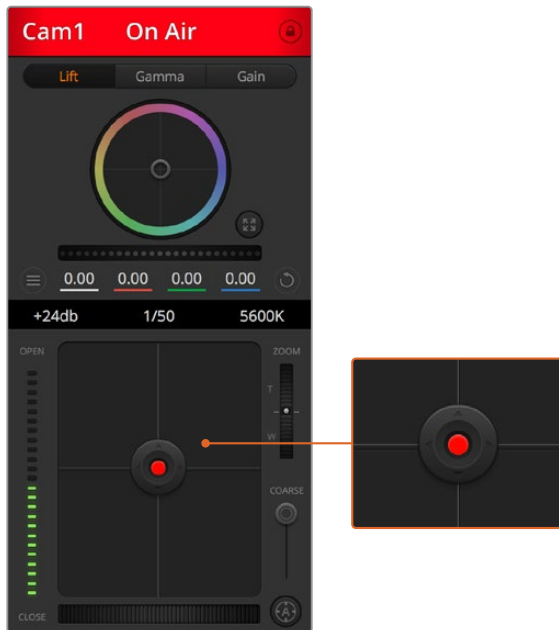 Cam1 On Air
Lift Gamma Gain
0.00 0.00 0.00 0.00
+24db 1/50 5600K
OPEN ZOOM
T
W
COARSE
A
CLOSE